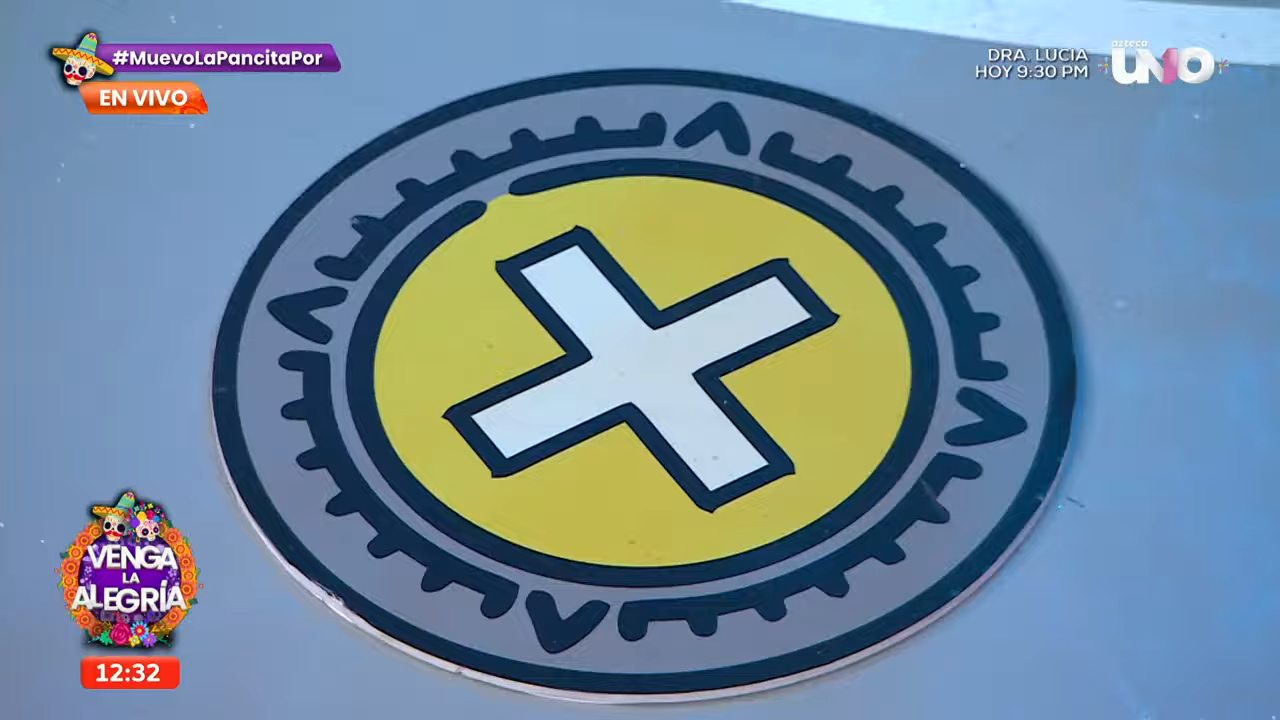 #MuevoLaPancitaPor
EN VIVO
DRA. LUCIA
HOY 9:30 PM
azteca
UNO
VENGA
LA
ALEGRÍA
12:32